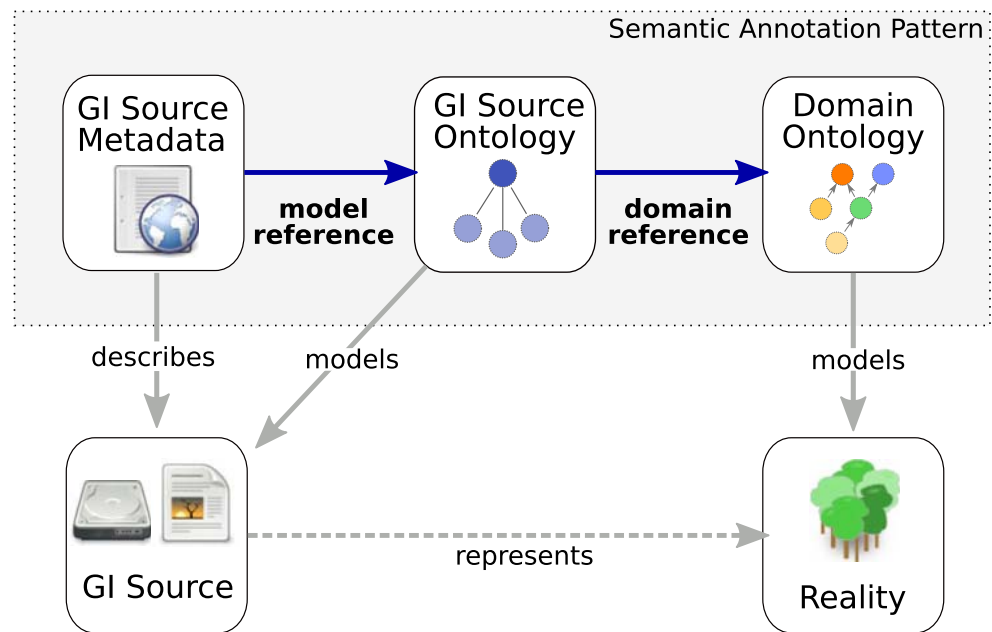 Semantic Annotation Pattern
GI Source
Metadata
GI Source
Ontology
Domain
Ontology
model
reference
domain
reference
describes
models
models
GI Source
represents
Reality